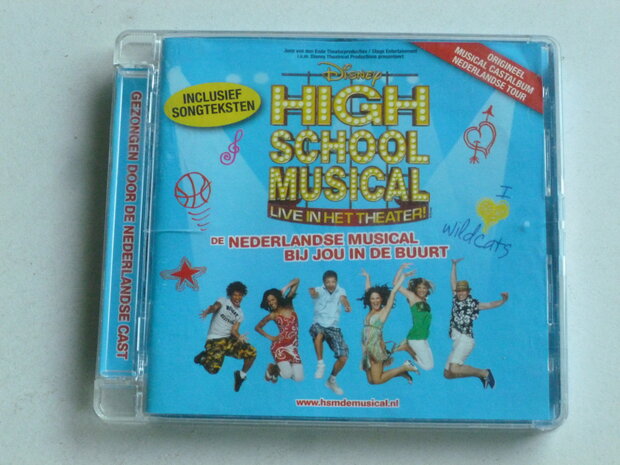 Joop van den Ende Theaterproducties / Stage Entertainment
i.s.m. Disney Theatrical Productions presenteert
ORIGINEEL
MUSICAL CASTALBUM
NEDERLANDSE TOUR
INCLUSIEF
SONGTEKSTEN
Disney
HIGH
SCHOOL
MUSICAL
LIVE IN HET THEATER!
I
Wildcats
DE NEDERLANDSE MUSICAL
BIJ JOU IN DE BUURT
www.hsmdemusical.nl
GEZONGEN DOOR DE NEDERLANDSE CAST